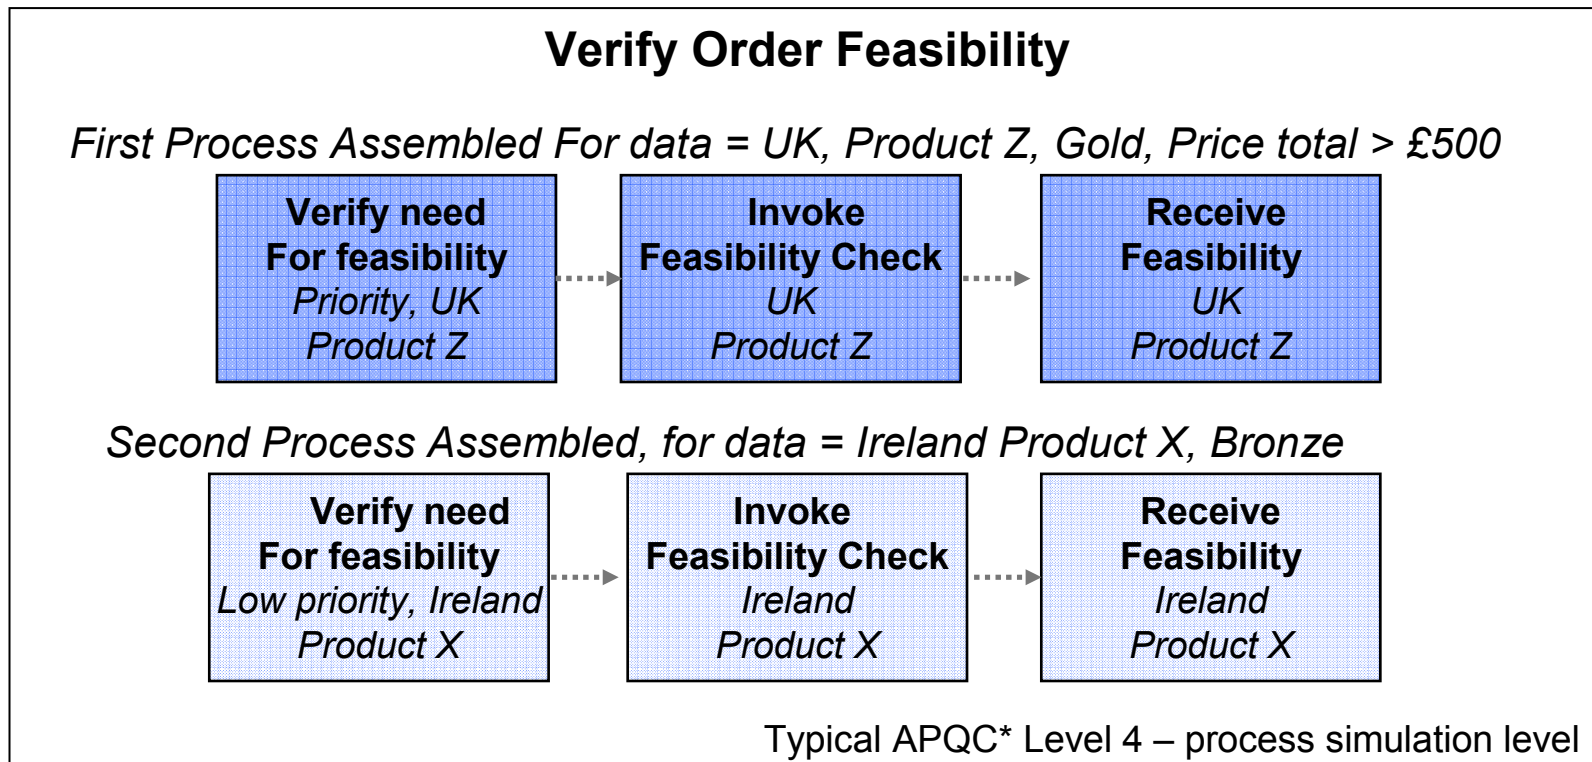 Verify Order Feasibility
First Process Assembled For data = UK, Product Z, Gold, Price total > £500
Verify need
For feasibility
Priority, UK
Product Z
Invoke
Feasibility Check
UK
Product Z
Receive
Feasibility
UK
Product Z
Second Process Assembled, for data = Ireland Product X, Bronze
Verify need
For feasibility
Low priority, Ireland
Product X
Invoke
Feasibility Check
Ireland
Product X
Receive
Feasibility
Ireland
Product X
Typical APQC* Level 4 – process simulation level